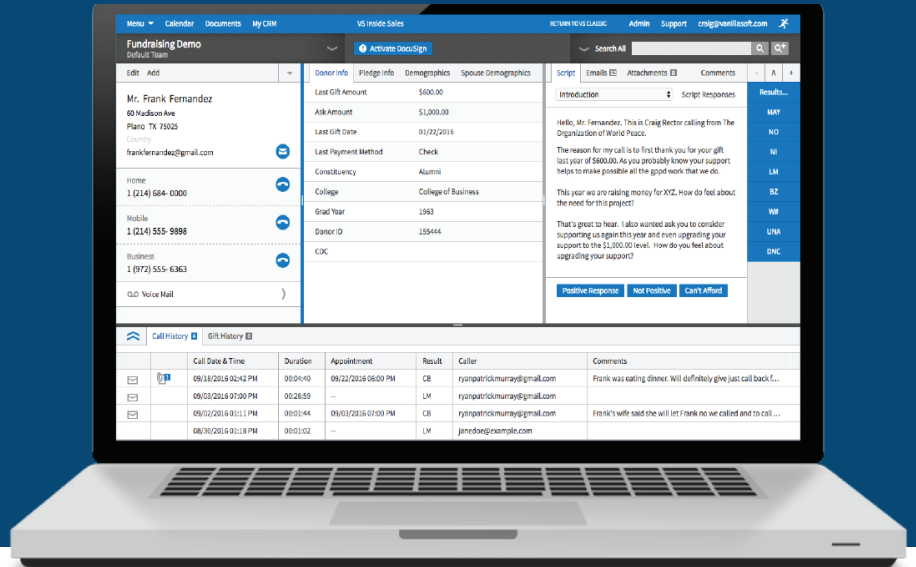 Menu Calendar Documents My CRM VS Inside Sales RETURN TO VS CLASSIC Admin Support craig@vanillasoft.com
Fundraising Demo
Default Team
Activate DocuSign
Search All
Edit Add
Mr. Frank Fernandez
60 Madison Ave
Plano TX 75025
Country
frankfernandez@gmail.com
Home
1 (214) 684- 0000
Mobile
1 (214) 555- 9898
Business
1 (972) 555- 6363
Voice Mail
Donor Info Pledge Info Demographics Spouse Demographics
Last Gift Amount $600.00
Ask Amount $1,000.00
Last Gift Date 01/22/2016
Last Payment Method Check
Constituency Alumni
College College of Business
Grad Year 1963
Donor ID 155444
CDC
Script Emails Attachments Comments - A +
Introduction Script Responses
Hello, Mr. Fernandez. This is Craig Rector calling from The
Organization of World Peace.
The reason for my call is to first thank you for your gift
last year of $600.00. As you probably know your support
helps to make possible all the gppd work that we do.
This year we are raising money for XYZ. How do feel about
the need for this project?
That's great to hear. I also wanted ask you to consider
supporting us again this year and even upgrading your
support to the $1,000.00 level. How do you feel about
upgrading your support?
Positive Response Not Positive Can't Afford
Results...
MAY
NO
NI
LM
BZ
W#
UNA
DNC
Call History 4 Gift History
Call Date & Time Duration Appointment Result Caller Comments
1 09/18/2016 02:42 PM 00:04:40 09/22/2016 06:00 PM CB ryanpatrickmurray@gmail.com Frank was eating dinner. Will definitely give just call back f...
09/03/2016 07:00 PM 00:26:59 -- LM ryanpatrickmurray@gmail.com
09/02/2016 01:11 PM 00:01:44 09/03/2016 07:00 PM CB ryanpatrickmurray@gmail.com Frank's wife said she will let Frank no we called and to call ...
08/30/2016 01:18 PM 00:01:02 -- LM janedoe@example.com